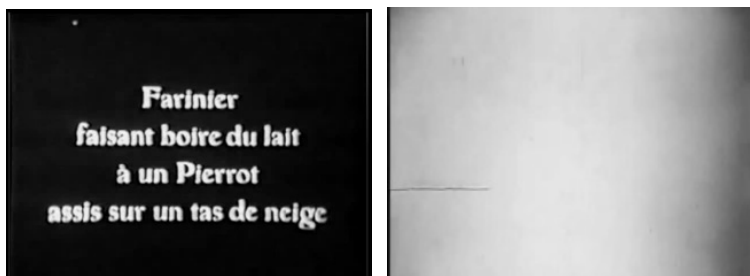 Farinier
faisant boire du lait
à un Pierrot
assis sur un tas de neige